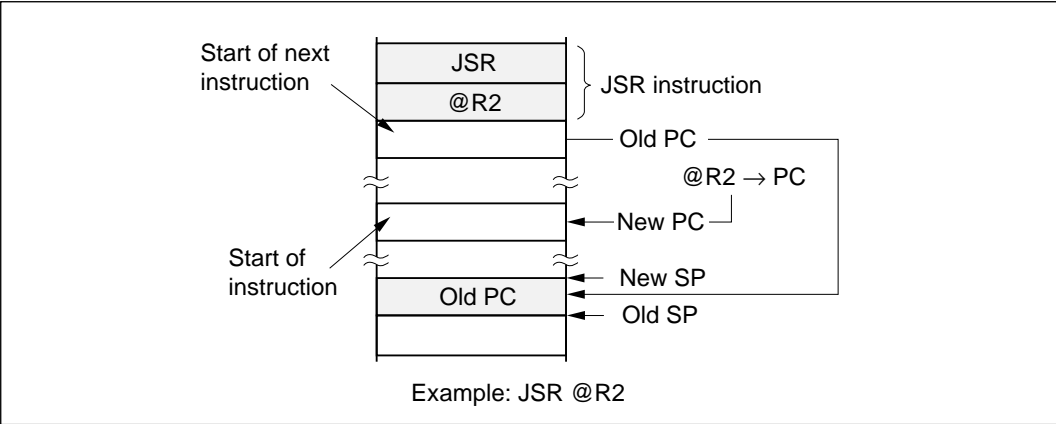 Start of next
instruction
JSR
@R2
JSR instruction
Old PC
@R2 → PC
New PC
Start of
instruction
New SP
Old PC
Old SP
Example: JSR @R2